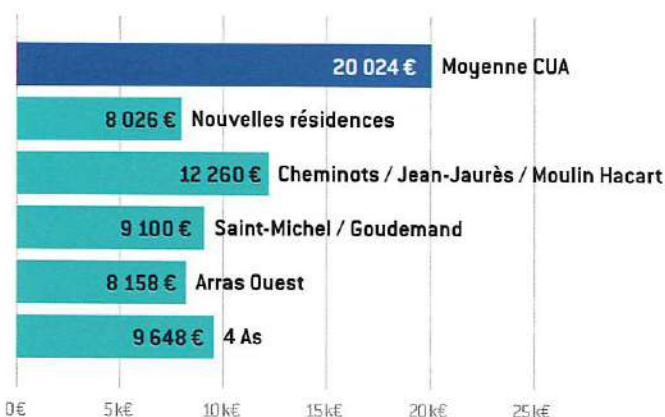 20 024 € Moyenne CUA
8 026 € Nouvelles résidences
12 260 € Cheminots / Jean-Jaurès / Moulin Hacart
9 100 € Saint-Michel / Goudemand
8 158 € Arras Ouest
9 648 € 4 As
0€ 5k€ 10k€ 15k€ 20k€ 25k€